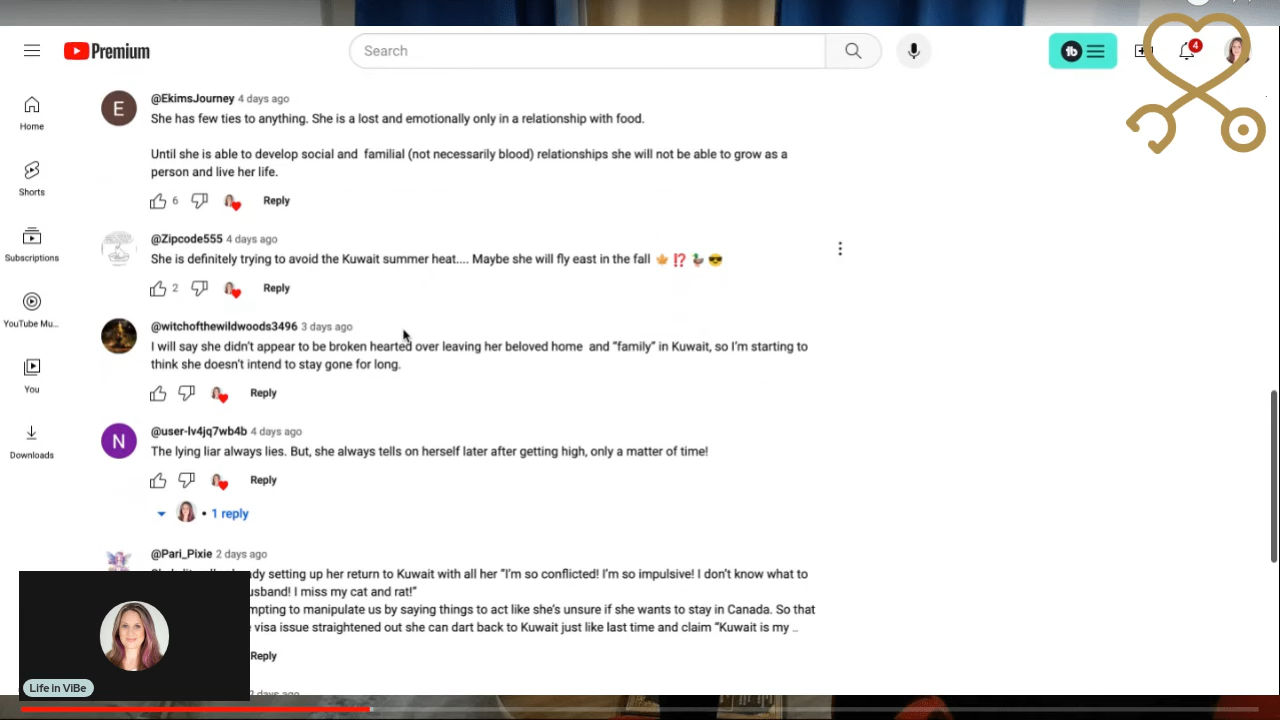 Premium
Search
4
Home
Shorts
Subscriptions
YouTube Mu...
You
Downloads
E
@EkimsJourney 4 days ago
She has few ties to anything. She is a lost and emotionally only in a relationship with food.
Until she is able to develop social and familial (not necessarily blood) relationships she will not be able to grow as a
person and live her life.
6
Reply
@Zipcode555 4 days ago
She is definitely trying to avoid the Kuwait summer heat.... Maybe she will fly east in the fall 🍁 ⁉️ 🦆 😎
2
Reply
@witchofthewildwoods3496 3 days ago
I will say she didn't appear to be broken hearted over leaving her beloved home and "family" in Kuwait, so I'm starting to
think she doesn't intend to stay gone for long.
Reply
N
@user-lv4jq7wb4b 4 days ago
The lying liar always lies. But, she always tells on herself later after getting high, only a matter of time!
Reply
• 1 reply
@Pari_Pixie 2 days ago
setting up her return to Kuwait with all her "I'm so conflicted! I'm so impulsive! I don't know what to
usband! I miss my cat and rat!"
mpting to manipulate us by saying things to act like she's unsure if she wants to stay in Canada. So that
visa issue straightened out she can dart back to Kuwait just like last time and claim "Kuwait is my ..
Reply
days ago
Life in ViBe